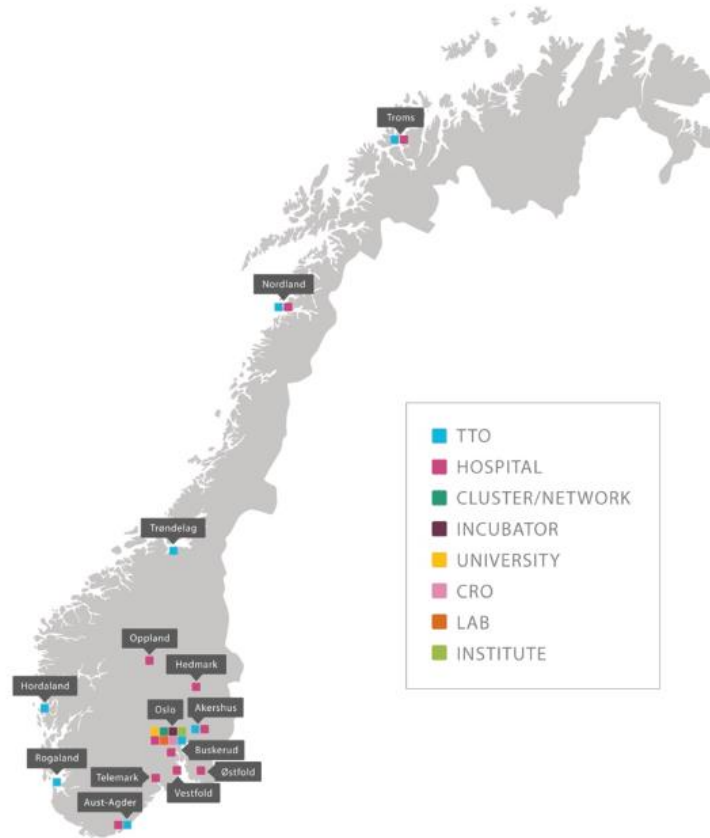 Troms
Nordland
Trøndelag
Oppland
Hedmark
Hordaland
Oslo
Akershus
Buskerud
Rogaland
Telemark
Østfold
Vestfold
Aust-Agder
TTO
HOSPITAL
CLUSTER/NETWORK
INCUBATOR
UNIVERSITY
CRO
LAB
INSTITUTE